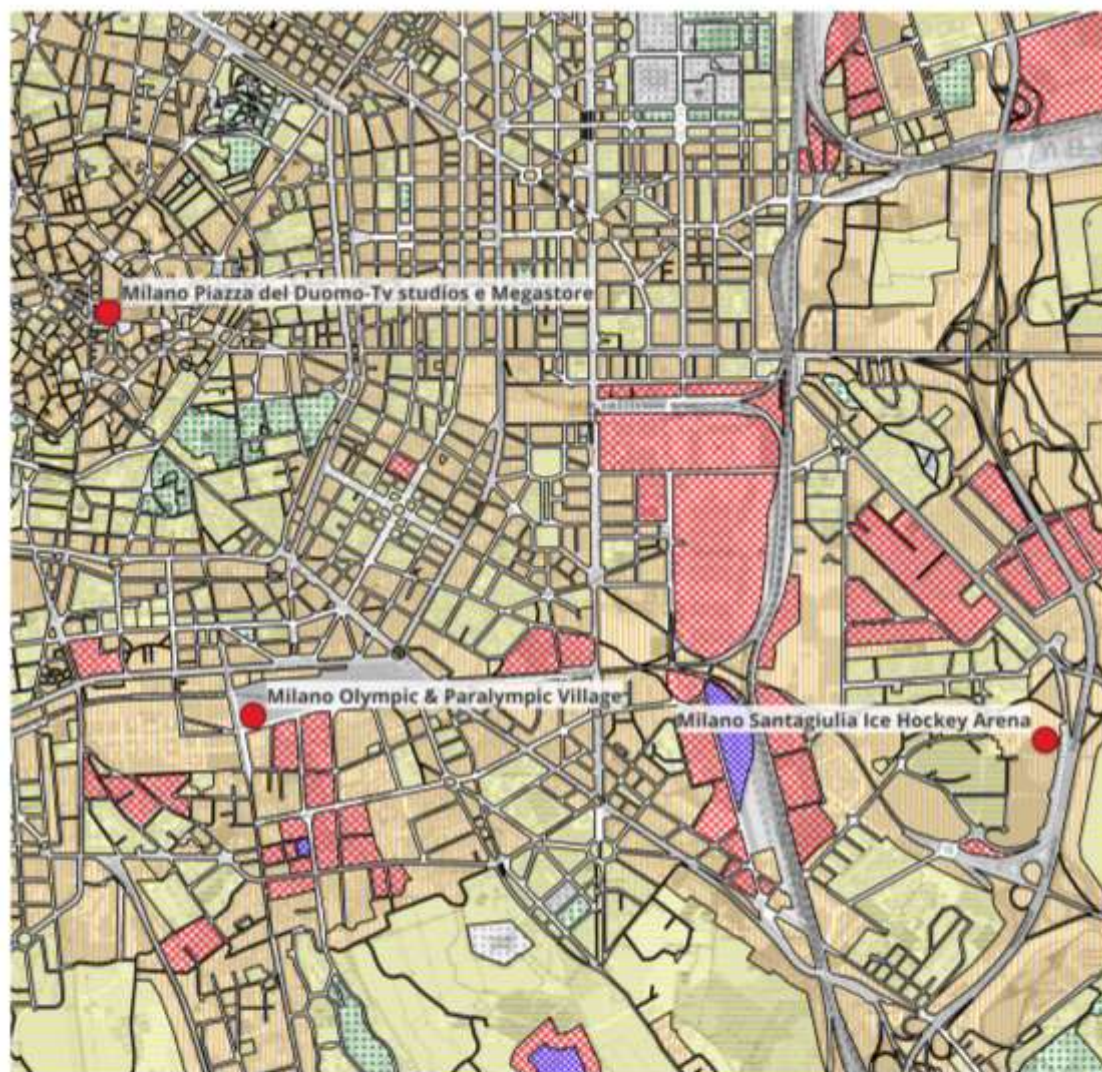 Milano Piazza del Duomo-Tv studios e Megastore
Milano Olympic & Paralympic Village
Milano Santagiulia Ice Hockey Arena